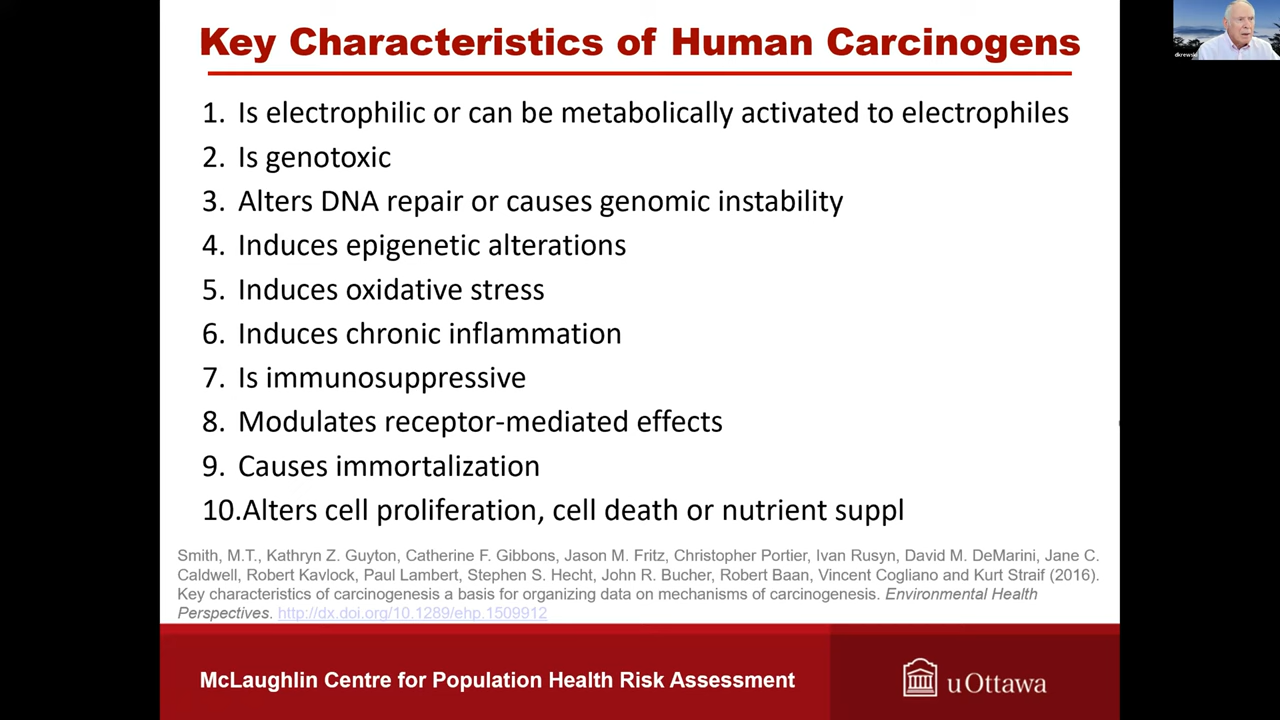 Key Characteristics of Human Carcinogens
1. Is electrophilic or can be metabolically activated to electrophiles
2. Is genotoxic
3. Alters DNA repair or causes genomic instability
4. Induces epigenetic alterations
5. Induces oxidative stress
6. Induces chronic inflammation
7. Is immunosuppressive
8. Modulates receptor-mediated effects
9. Causes immortalization
10.Alters cell proliferation, cell death or nutrient suppl
Smith, M.T., Kathryn Z. Guyton, Catherine F. Gibbons, Jason M. Fritz, Christopher Portier, Ivan Rusyn, David M. DeMarini, Jane C.
Caldwell, Robert Kavlock, Paul Lambert, Stephen S. Hecht, John R. Bucher, Robert Baan, Vincent Cogliano and Kurt Straif (2016).
Key characteristics of carcinogenesis a basis for organizing data on mechanisms of carcinogenesis. Environmental Health
Perspectives. http://dx.doi.org/10.1289/ehp.1509912
McLaughlin Centre for Population Health Risk Assessment
uOttawa